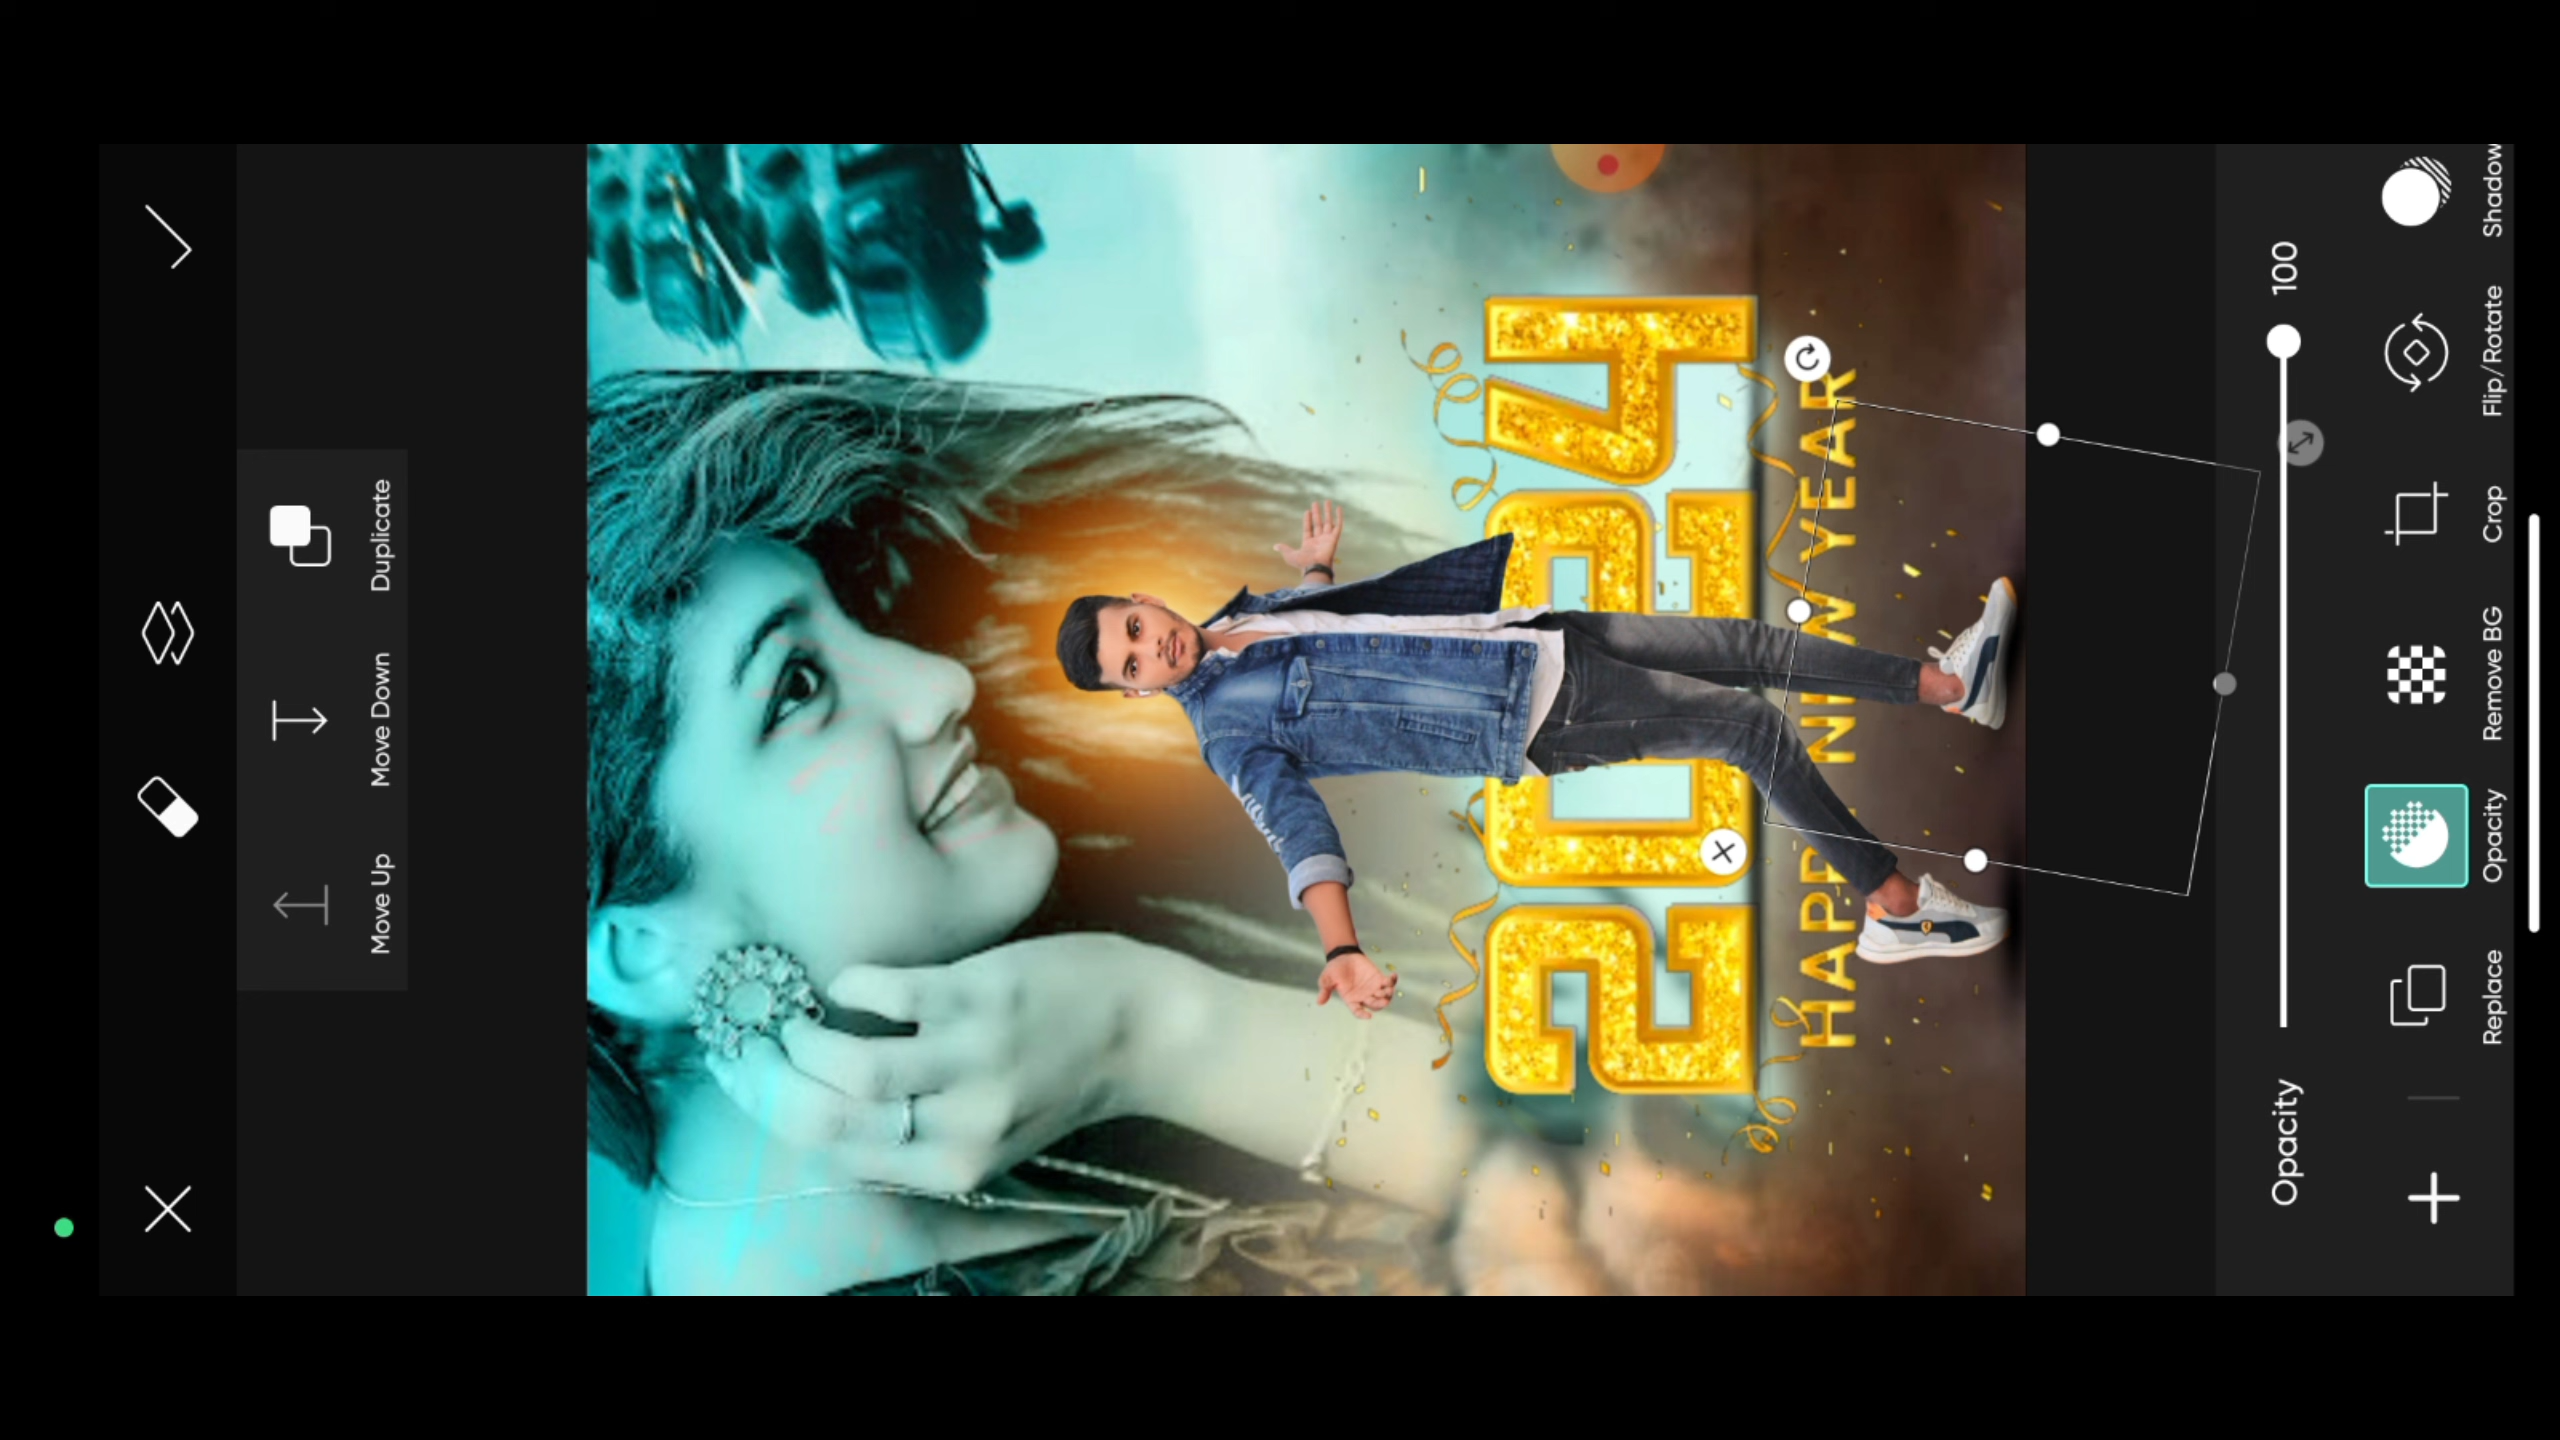 Duplicate
Move Down
Move Up
2024
HAPPY NEW YEAR
Opacity
100
Replace
Opacity
Remove BG
Crop
Flip/Rotate
Shadow